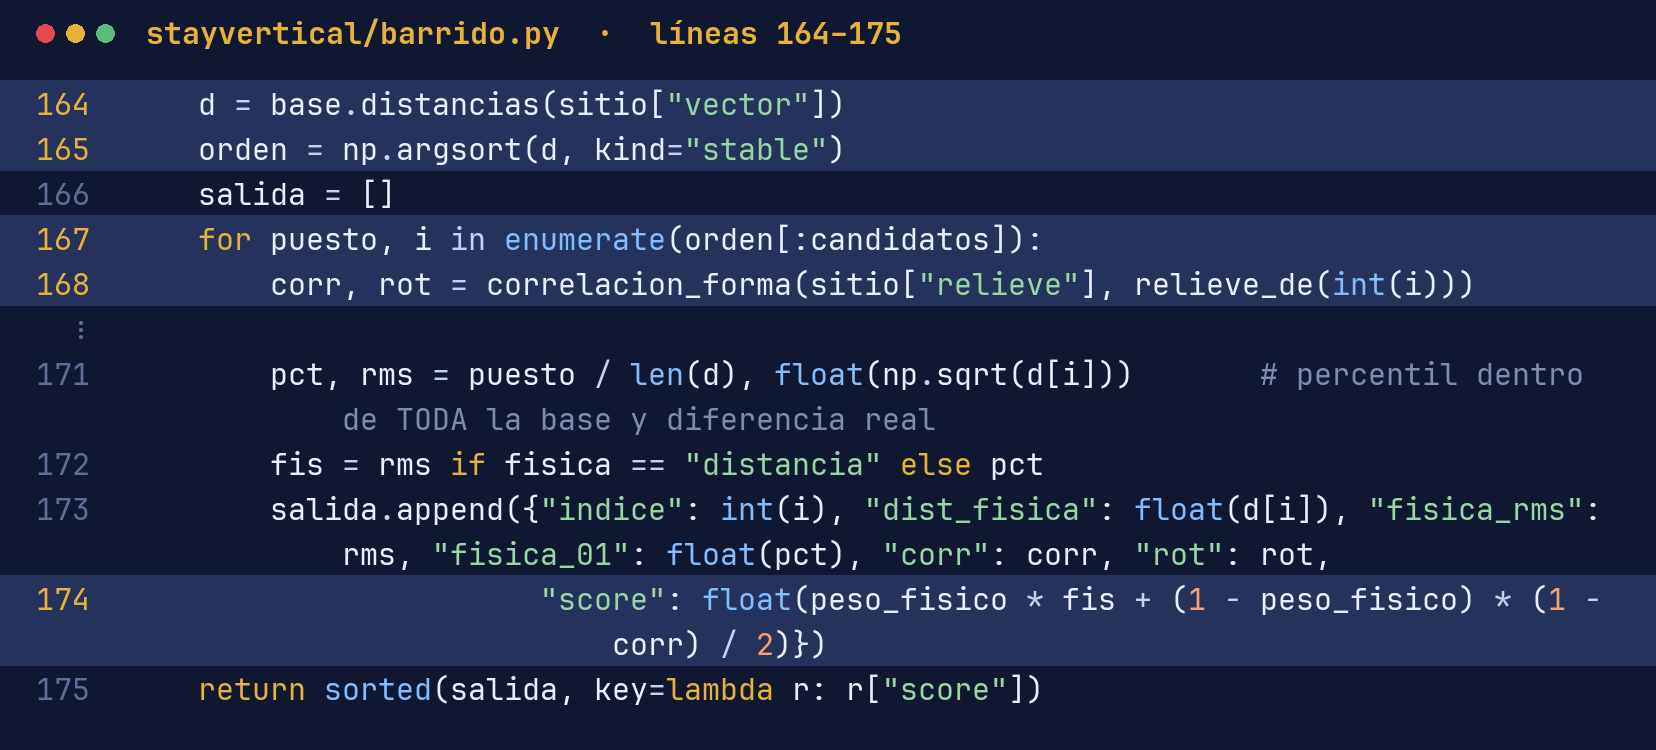 stayvertical/barrido.py · líneas 164–175
164 d = base.distancias(sitio["vector"])
165 orden = np.argsort(d, kind="stable")
166 salida = []
167 for puesto, i in enumerate(orden[:candidatos]):
168 corr, rot = correlacion_forma(sitio["relieve"], relieve_de(int(i)))
⋮
171 pct, rms = puesto / len(d), float(np.sqrt(d[i])) # percentil dentro
de TODA la base y diferencia real
172 fis = rms if fisica == "distancia" else pct
173 salida.append({"indice": int(i), "dist_fisica": float(d[i]), "fisica_rms":
rms, "fisica_01": float(pct), "corr": corr, "rot": rot,
174 "score": float(peso_fisico * fis + (1 - peso_fisico) * (1 -
corr) / 2)})
175 return sorted(salida, key=lambda r: r["score"])